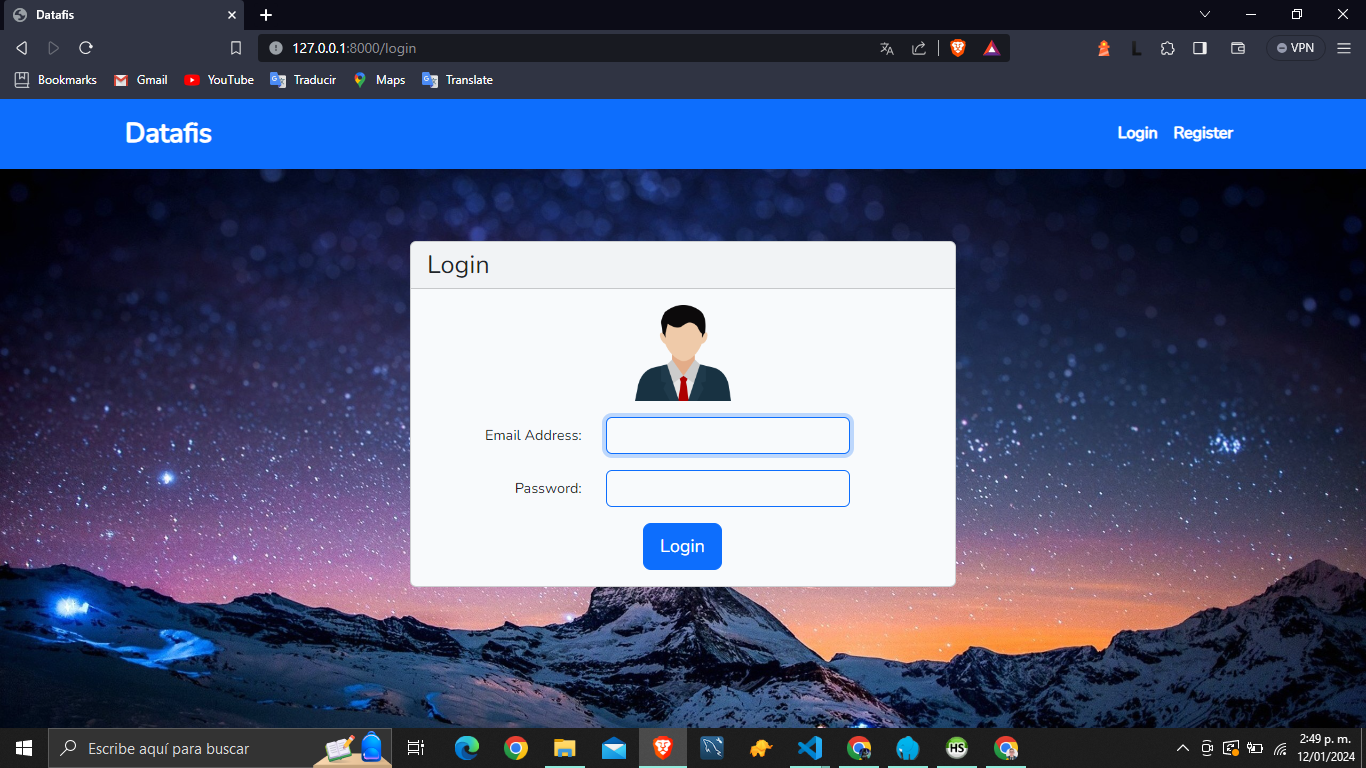 Datafis
127.0.0.1:8000/login
VPN
Bookmarks Gmail YouTube Traducir Maps Translate
Datafis Login Register
Login
Email Address:
Password:
Login
Escribe aquí para buscar
HS
2:49 p. m.
12/01/2024